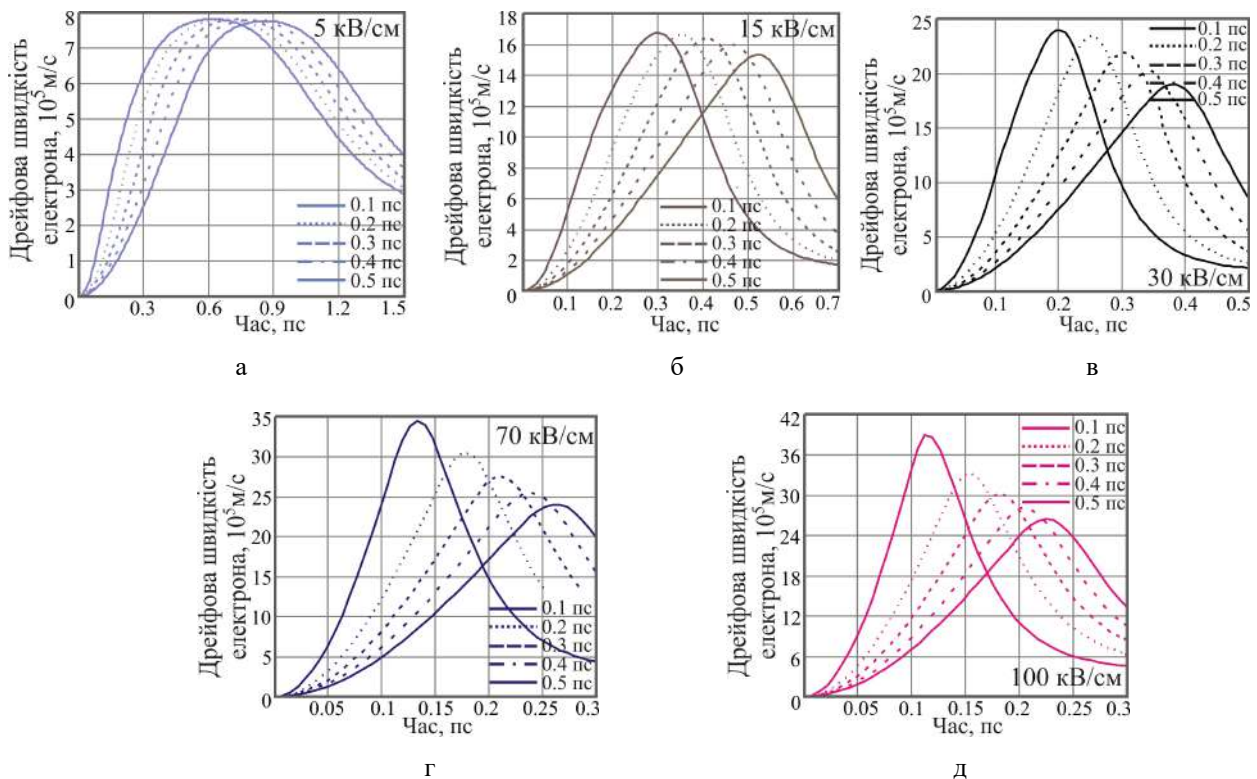 Дрейфова швидкість
електрона, 10⁵м/с
8
7
6
5
4
3
2
1
0
5 кВ/см
0.1 пс
0.2 пс
0.3 пс
0.4 пс
0.5 пс
0.3
0.6
0.9
1.2
1.5
Час, пс
а
Дрейфова швидкість
електрона, 10⁵м/с
18
16
14
12
10
8
6
4
2
0
15 кВ/см
0.1 пс
0.2 пс
0.3 пс
0.4 пс
0.5 пс
0.1
0.2
0.3
0.4
0.5
0.6
0.7
Час, пс
б
Дрейфова швидкість
електрона, 10⁵м/с
25
20
15
10
5
0
0.1 пс
0.2 пс
0.3 пс
0.4 пс
0.5 пс
30 кВ/см
0.1
0.2
0.3
0.4
0.5
Час, пс
в
Дрейфова швидкість
електрона, 10⁵м/с
35
30
25
20
15
10
5
0
70 кВ/см
0.1 пс
0.2 пс
0.3 пс
0.4 пс
0.5 пс
0.05
0.1
0.15
0.2
0.25
0.3
Час, пс
г
Дрейфова швидкість
електрона, 10⁵м/с
42
36
30
24
18
12
6
0
0.1 пс
0.2 пс
0.3 пс
0.4 пс
0.5 пс
100 кВ/см
0.05
0.1
0.15
0.2
0.25
0.3
Час, пс
д